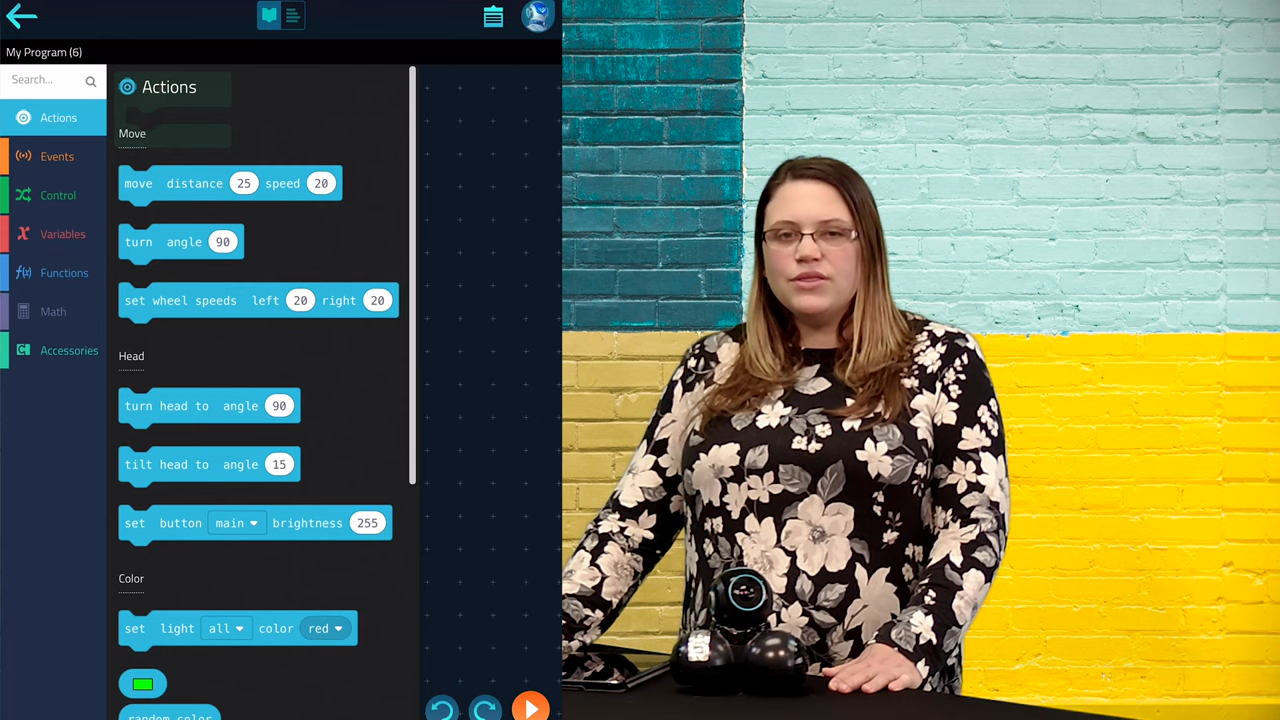 My Program (6)
Search...
Actions
Events
Control
Variables
Functions
Math
Accessories
Actions
Move
move distance 25 speed 20
turn angle 90
set wheel speeds left 20 right 20
Head
turn head to angle 90
tilt head to angle 15
set button main brightness 255
Color
set light all color red
random color